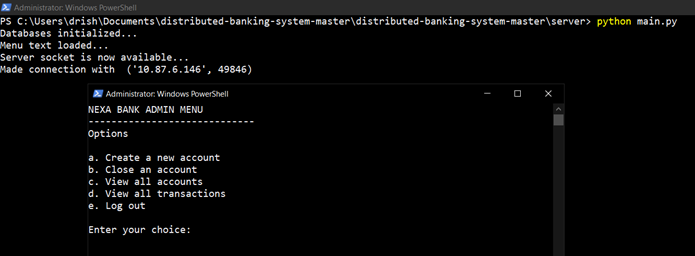 Administrator: Windows PowerShell
PS C:\Users\drish\Documents\distributed-banking-system-master\distributed-banking-system-master\server> python main.py
Databases initialized...
Menu text loaded...
Server socket is now available...
Made connection with  ('10.87.6.146', 49846)
Administrator: Windows PowerShell
NEXA BANK ADMIN MENU
-----------------------------
Options
a. Create a new account
b. Close an account
c. View all accounts
d. View all transactions
e. Log out
Enter your choice: